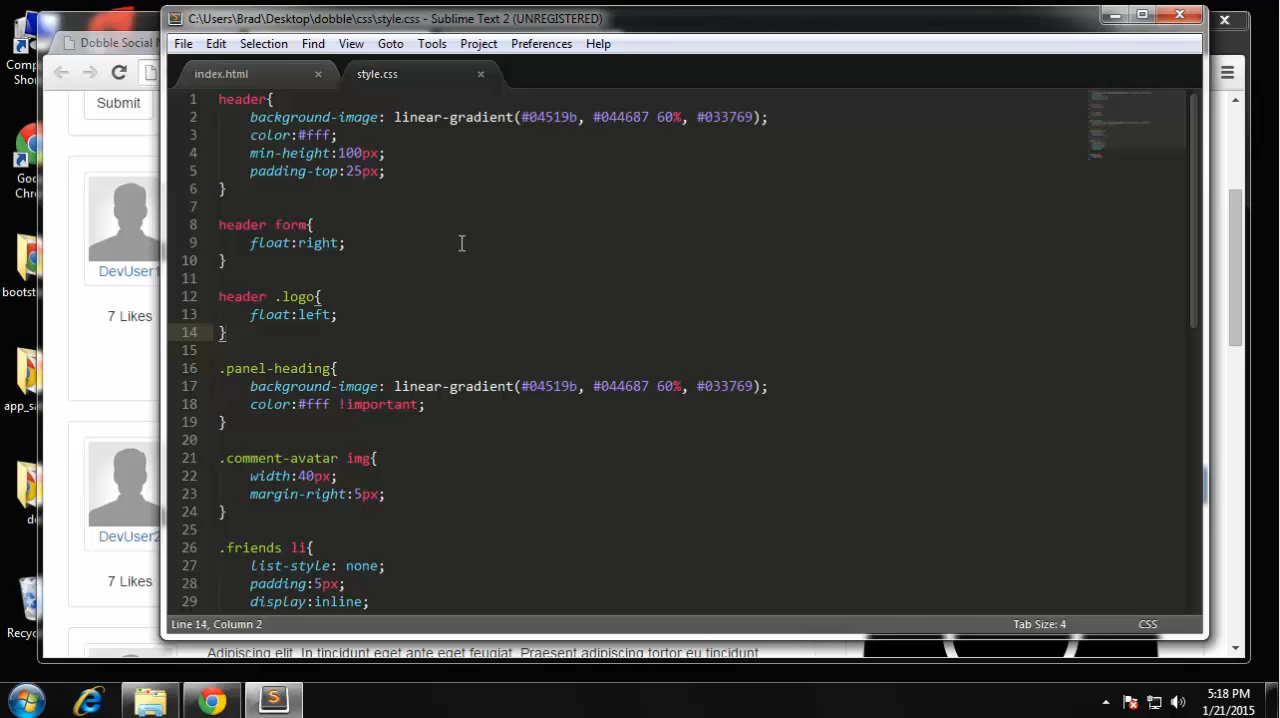 C:\Users\Brad\Desktop\dobble\css\style.css - Sublime Text 2 (UNREGISTERED)
File Edit Selection Find View Goto Tools Project Preferences Help
index.html
style.css
1 header{
2 background-image: linear-gradient(#04519b, #044687 60%, #033769);
3 color:#fff;
4 min-height:100px;
5 padding-top:25px;
6 }
7
8 header form{
9 float:right;
10 }
11
12 header .logo{
13 float:left;
14 }
15
16 .panel-heading{
17 background-image: linear-gradient(#04519b, #044687 60%, #033769);
18 color:#fff !important;
19 }
20
21 .comment-avatar img{
22 width:40px;
23 margin-right:5px;
24 }
25
26 .friends li{
27 list-style: none;
28 padding:5px;
29 display:inline;
Line 14, Column 2
Tab Size: 4
CSS
Dobble Social
Submit
DevUser1
7 Likes
DevUser2
7 Likes
Adipiscing elit. In tincidunt eget ante eget feugiat. Praesent adipiscing tortor eu tincidunt
Comp
Shor
Goo
Chro
bootst
app_sa
do
Recyc
5:18 PM
1/21/2015